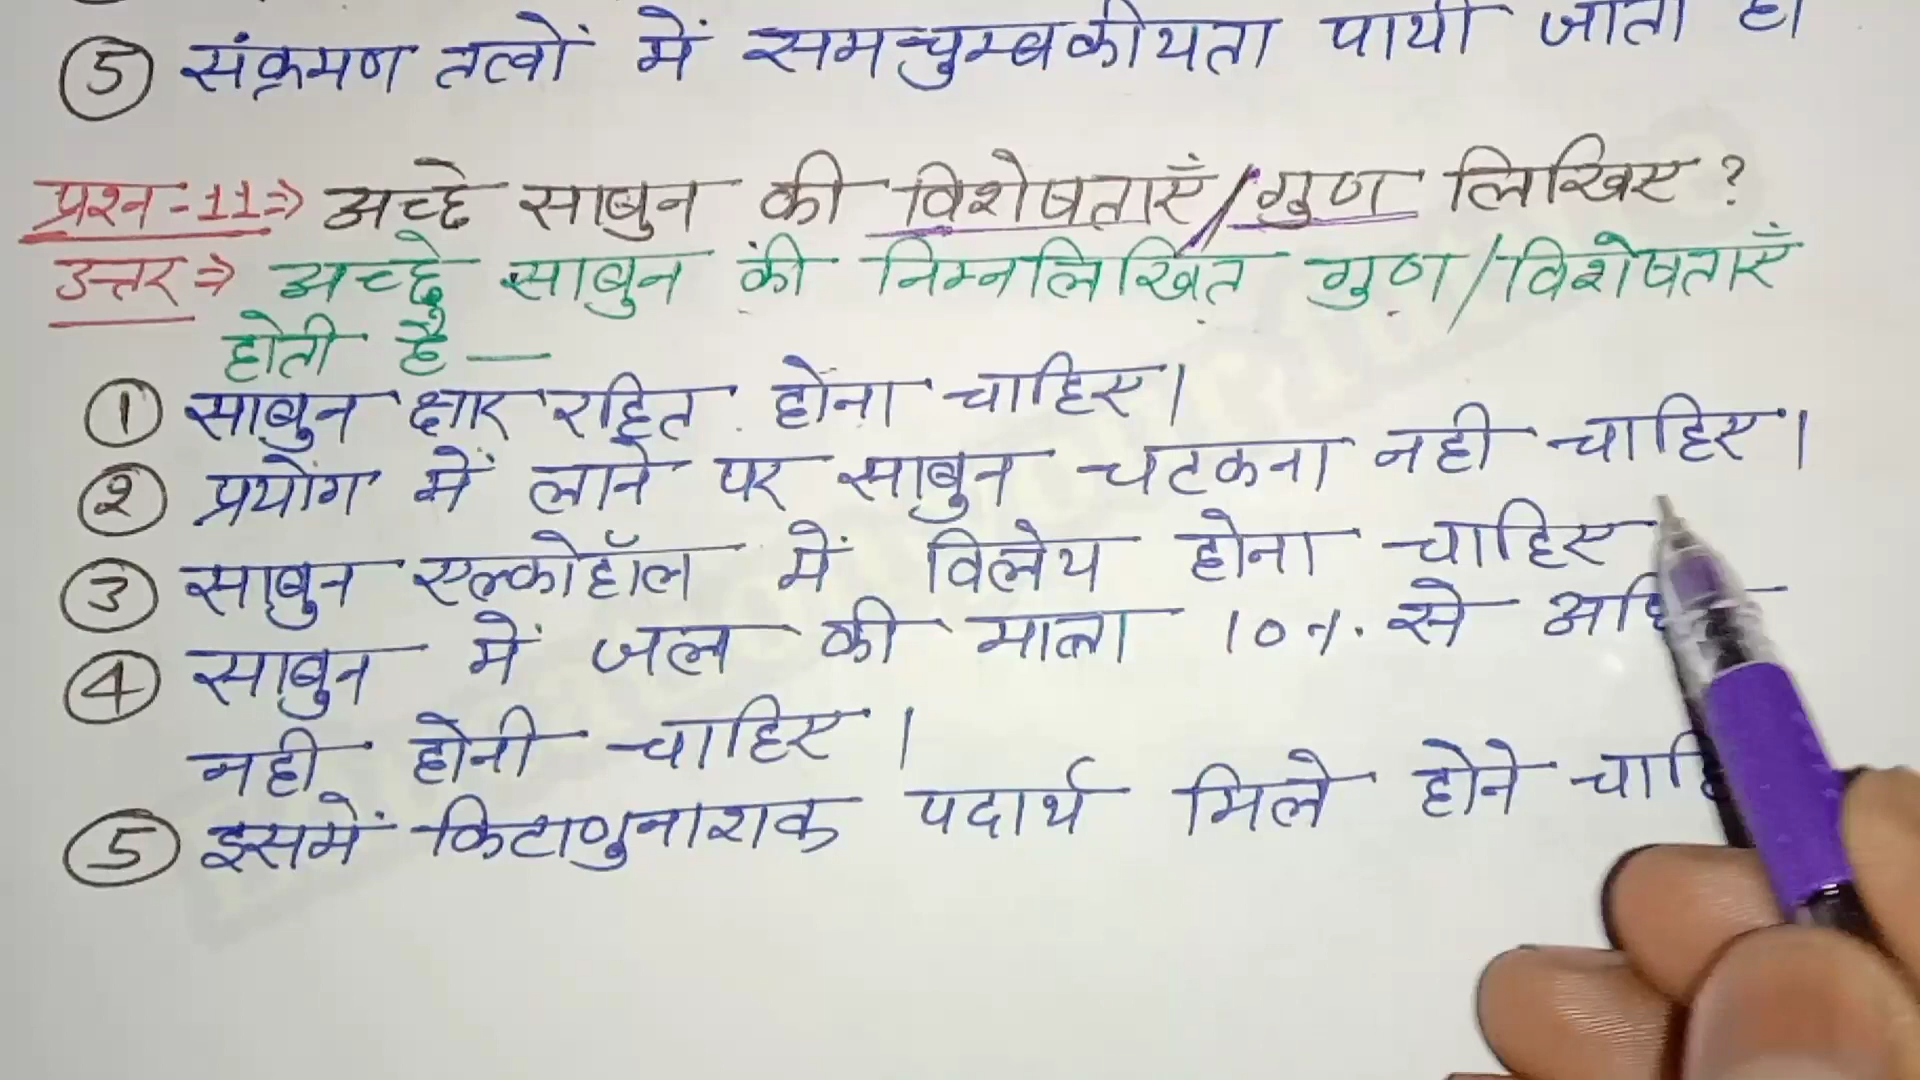 ⑤ संक्रमण तत्वों में समचुम्बकीयता पायी जाती है।
प्रश्न-11⇒ अच्छे साबुन की विशेषताएँ/गुण लिखिए?
उत्तर⇒ अच्छे साबुन की निम्नलिखित गुण/विशेषताएँ
होती है—
① साबुन क्षार रहित होना चाहिए।
② प्रयोग में लाने पर साबुन चटकना नही चाहिए।
③ साबुन एल्कोहॉल में विलेय होना चाहिए
④ साबुन में जल की मात्रा 10%. से अधि
नही होनी चाहिए।
⑤ इसमें किटाणुनाशक पदार्थ मिले होने चाहि